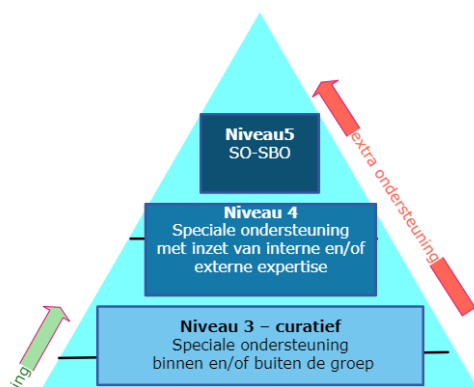 Niveau5
SO-SBO
extra ondersteuning
Niveau 4
Speciale ondersteuning
met inzet van interne en/of
externe expertise
Niveau 3 – curatief
Speciale ondersteuning
binnen en/of buiten de groep